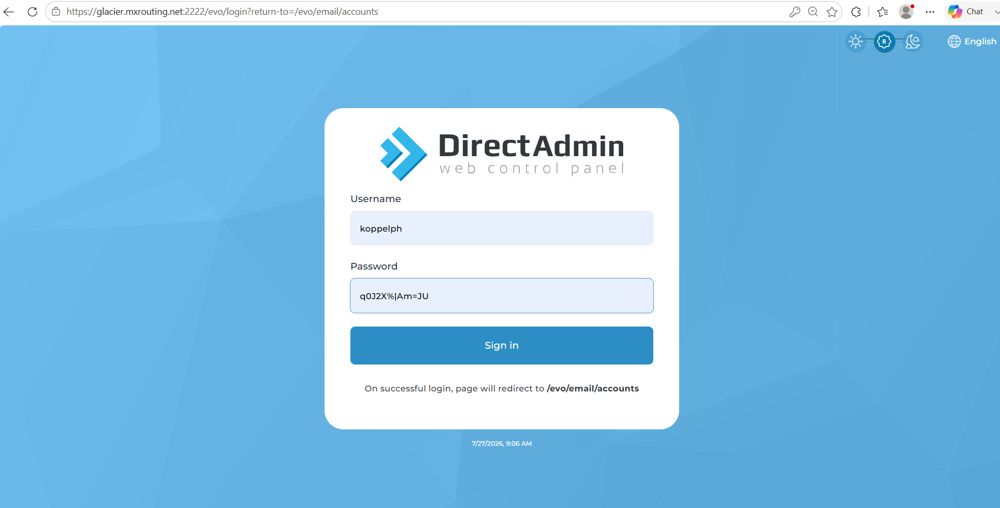 https://glacier.mxrouting.net:2222/evo/login?return-to=/evo/email/accounts
Chat
A
English
DirectAdmin
web control panel
Username
koppelph
Password
q0J2X%|Am=JU
Sign in
On successful login, page will redirect to /evo/email/accounts
7/27/2026, 9:06 AM